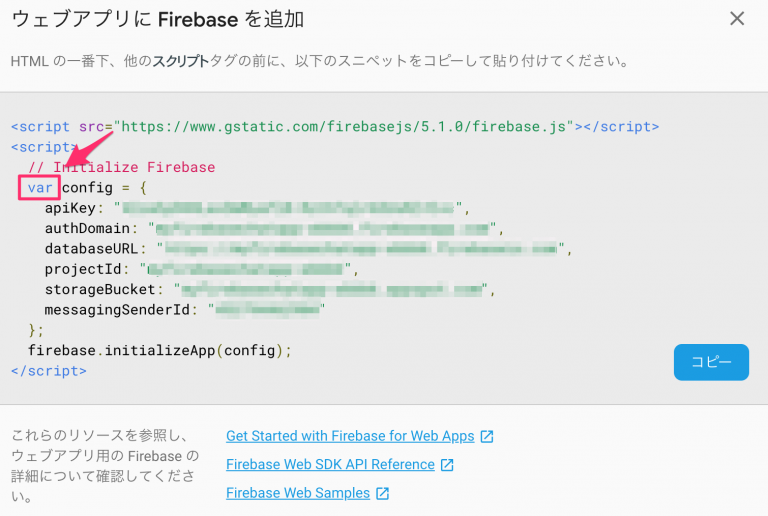 ウェブアプリに Firebase を追加
HTML の一番下、他のスクリプトタグの前に、以下のスニペットをコピーして貼り付けてください。
<script src="https://www.gstatic.com/firebasejs/5.1.0/firebase.js"></script>
<script>
// Initialize Firebase
var config = {
apiKey: "",
authDomain: "",
databaseURL: "",
projectId: "",
storageBucket: "",
messagingSenderId: ""
};
firebase.initializeApp(config);
</script>
コピー
これらのリソースを参照し、
ウェブアプリ用の Firebase の
詳細について確認してくださ
い。
Get Started with Firebase for Web Apps
Firebase Web SDK API Reference
Firebase Web Samples